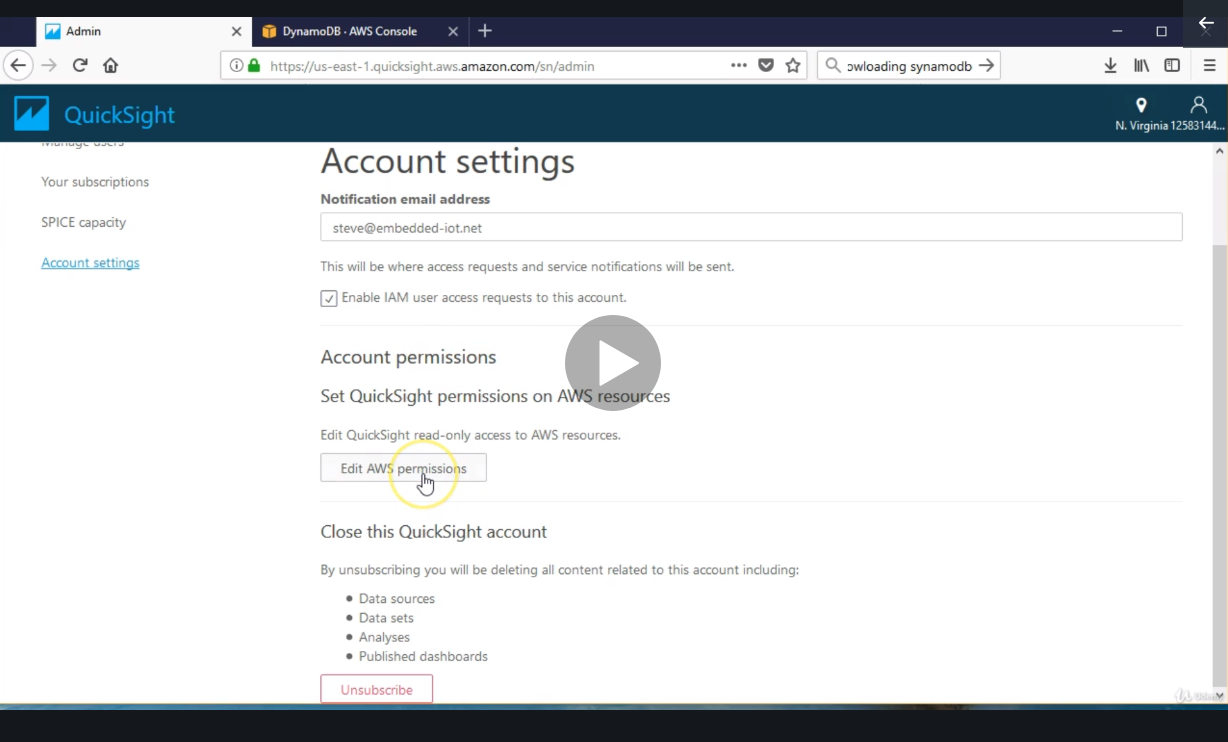 Admin
DynamoDB · AWS Console
https://us-east-1.quicksight.aws.amazon.com/sn/admin
owloading synamodb
QuickSight
N. Virginia 12583144...
Manage users
Your subscriptions
SPICE capacity
Account settings
Account settings
Notification email address
steve@embedded-iot.net
This will be where access requests and service notifications will be sent.
Enable IAM user access requests to this account.
Account permissions
Set QuickSight permissions on AWS resources
Edit QuickSight read-only access to AWS resources.
Edit AWS permissions
Close this QuickSight account
By unsubscribing you will be deleting all content related to this account including:
Data sources
Data sets
Analyses
Published dashboards
Unsubscribe
Udemy